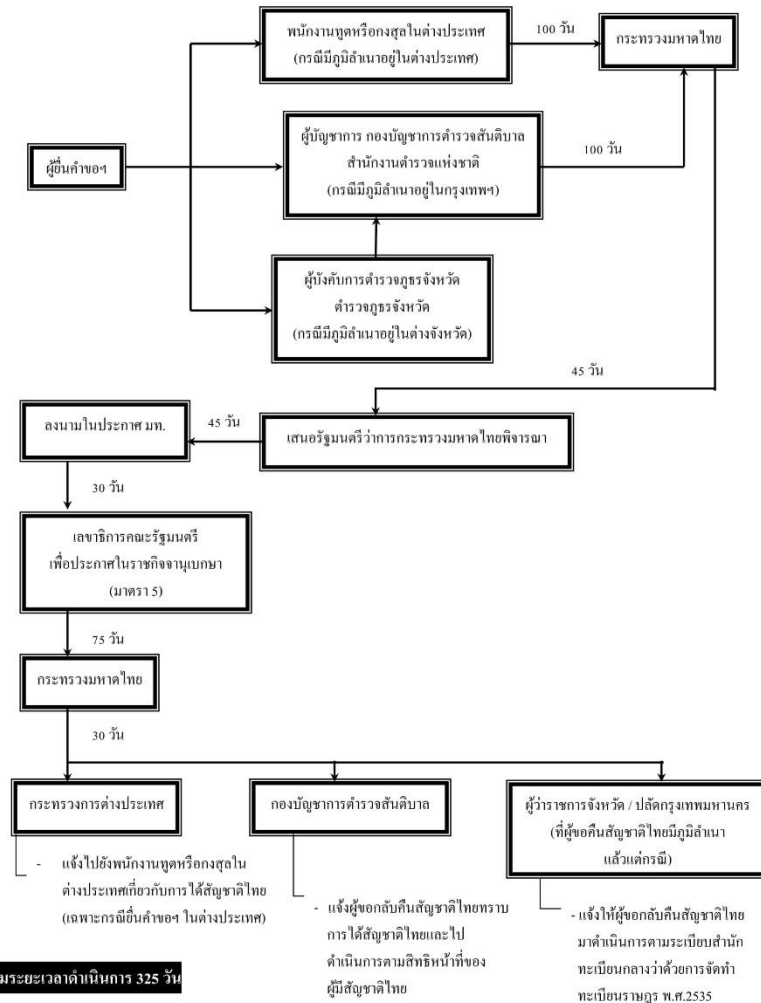 พนักงานทูตหรือกงสุลในต่างประเทศ
(กรณีมีภูมิลำเนาอยู่ในต่างประเทศ)
100 วัน
กระทรวงมหาดไทย
ผู้ยื่นคำขอฯ
ผู้บัญชาการ กองบัญชาการตำรวจสันติบาล
สำนักงานตำรวจแห่งชาติ
(กรณีมีภูมิลำเนาอยู่ในกรุงเทพฯ)
100 วัน
ผู้บังคับการตำรวจภูธรจังหวัด
ตำรวจภูธรจังหวัด
(กรณีมีภูมิลำเนาอยู่ในต่างจังหวัด)
45 วัน
ลงนามในประกาศ มท.
45 วัน
เสนอรัฐมนตรีว่าการกระทรวงมหาดไทยพิจารณา
30 วัน
เลขาธิการคณะรัฐมนตรี
เพื่อประกาศในราชกิจจานุเบกษา
(มาตรา 5)
75 วัน
กระทรวงมหาดไทย
30 วัน
กระทรวงการต่างประเทศ
- แจ้งไปยังพนักงานทูตหรือกงสุลใน
ต่างประเทศเกี่ยวกับการได้สัญชาติไทย
(เฉพาะกรณียื่นคำขอฯ ในต่างประเทศ)
กองบัญชาการตำรวจสันติบาล
- แจ้งผู้ขอกลับคืนสัญชาติไทยทราบ
การได้สัญชาติไทยและไป
ดำเนินการตามสิทธิหน้าที่ของ
ผู้มีสัญชาติไทย
ผู้ว่าราชการจังหวัด / ปลัดกรุงเทพมหานคร
(ที่ผู้ขอคืนสัญชาติไทยมีภูมิลำเนา
แล้วแต่กรณี)
- แจ้งให้ผู้ขอกลับคืนสัญชาติไทย
มาดำเนินการตามระเบียบสำนัก
ทะเบียนกลางว่าด้วยการจัดทำ
ทะเบียนราษฎร พ.ศ.2535
มระยะเวลาดำเนินการ 325 วัน